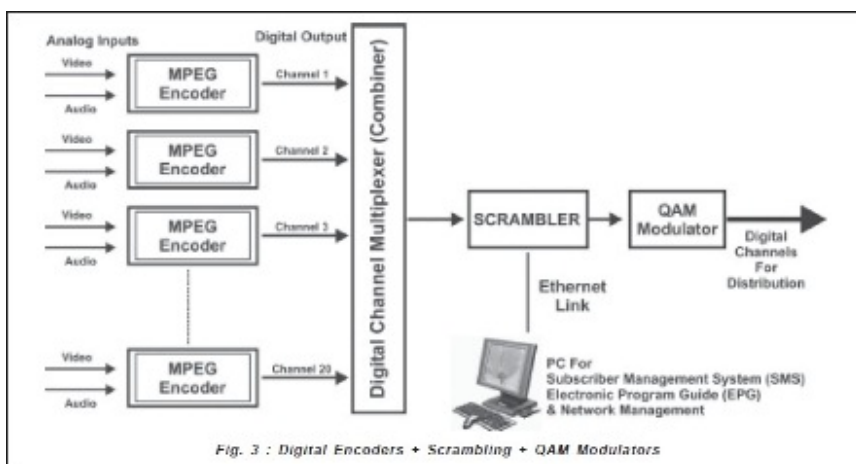 Analog Inputs
Digital Output
Video
Audio
MPEG
Encoder
Channel 1
Video
Audio
MPEG
Encoder
Channel 2
Video
Audio
MPEG
Encoder
Channel 3
Video
Audio
MPEG
Encoder
Channel 20
Digital Channel Multiplexer (Combiner)
SCRAMBLER
QAM
Modulator
Digital
Channels
For
Distribution
Ethernet
Link
PC For
Subscriber Management System (SMS)
Electronic Program Guide (EPG)
& Network Management
Fig. 3 : Digital Encoders + Scrambling + QAM Modulators